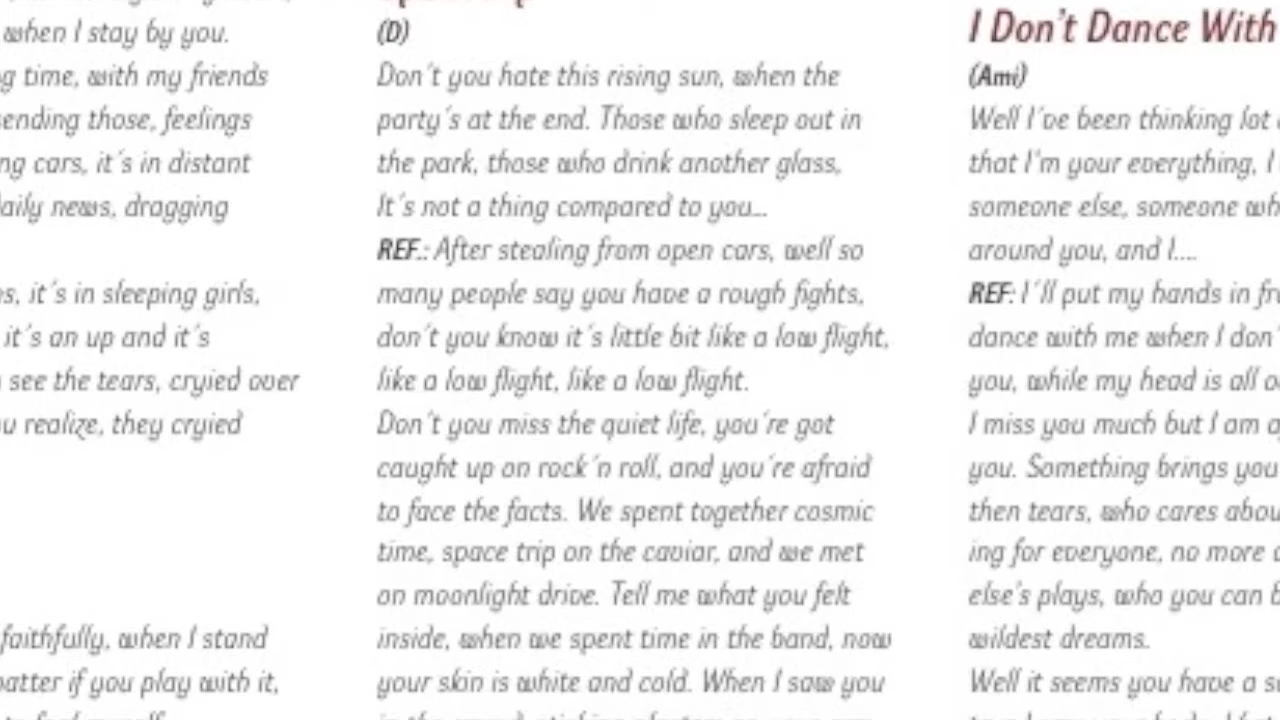 when I stay by you.
g time, with my friends
ending those, feelings
ng cars, it´s in distant
aily news, dragging
s, it´s in sleeping girls,
it´s an up and it´s
see the tears, cryied over
u realize, they cryied
faithfully, when I stand
atter if you play with it,
(D)
Don´t you hate this rising sun, when the
party´s at the end. Those who sleep out in
the park, those who drink another glass,
It´s not a thing compared to you...
REF.: After stealing from open cars, well so
many people say you have a rough fights,
don´t you know it´s little bit like a low flight,
like a low flight, like a low flight.
Don´t you miss the quiet life, you´re got
caught up on rock´n roll, and you´re afraid
to face the facts. We spent together cosmic
time, space trip on the caviar, and we met
on moonlight drive. Tell me what you felt
inside, when we spent time in the band, now
your skin is white and cold. When I saw you
I Don't Dance With
(Ami)
Well I´ve been thinking lot
that I'm your everything, I
someone else, someone wh
around you, and I....
REF: I´ll put my hands in fr
dance with me when I don´
you, while my head is all o
I miss you much but I am a
you. Something brings you
then tears, who cares abou
ing for everyone, no more
else's plays, who you can b
wildest dreams.
Well it seems you have a s